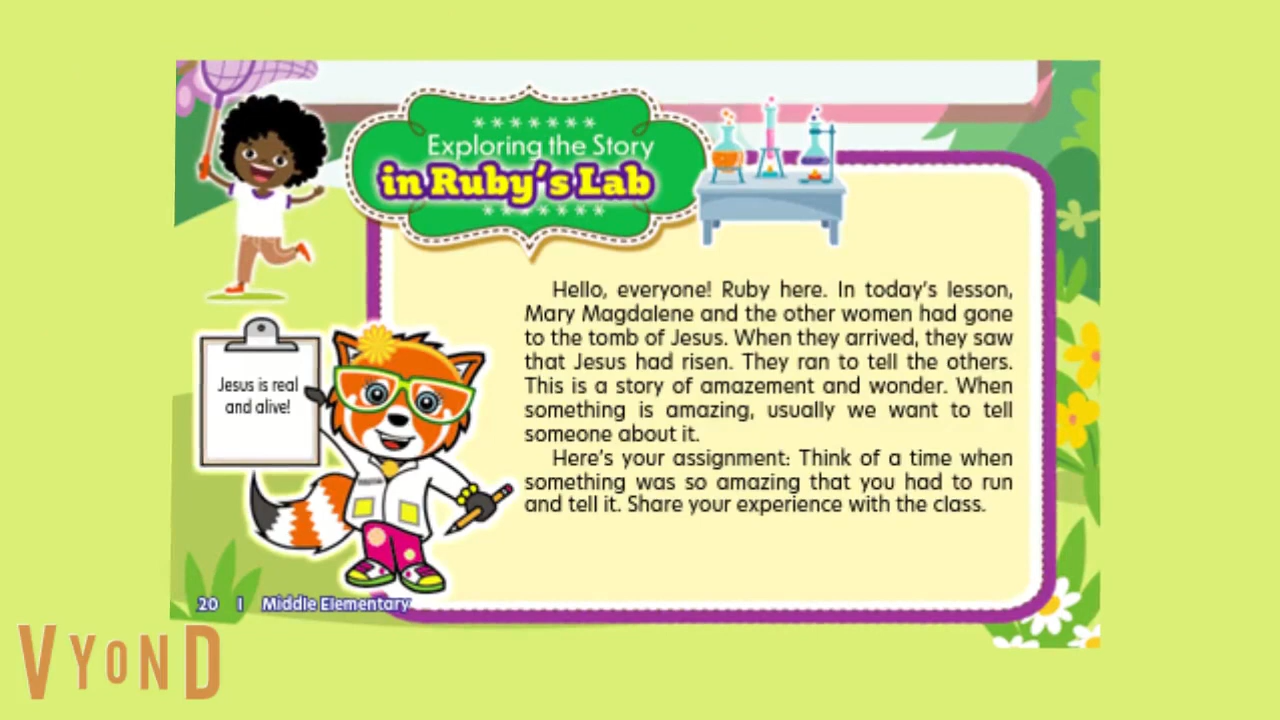 * * * * * * *
Exploring the Story
in Ruby's Lab
* * * * * * *
Hello, everyone! Ruby here. In today's lesson,
Mary Magdalene and the other women had gone
to the tomb of Jesus. When they arrived, they saw
that Jesus had risen. They ran to tell the others.
This is a story of amazement and wonder. When
something is amazing, usually we want to tell
someone about it.
Here's your assignment: Think of a time when
something was so amazing that you had to run
and tell it. Share your experience with the class.
Jesus is real
and alive!
20 | Middle Elementary
VYOND